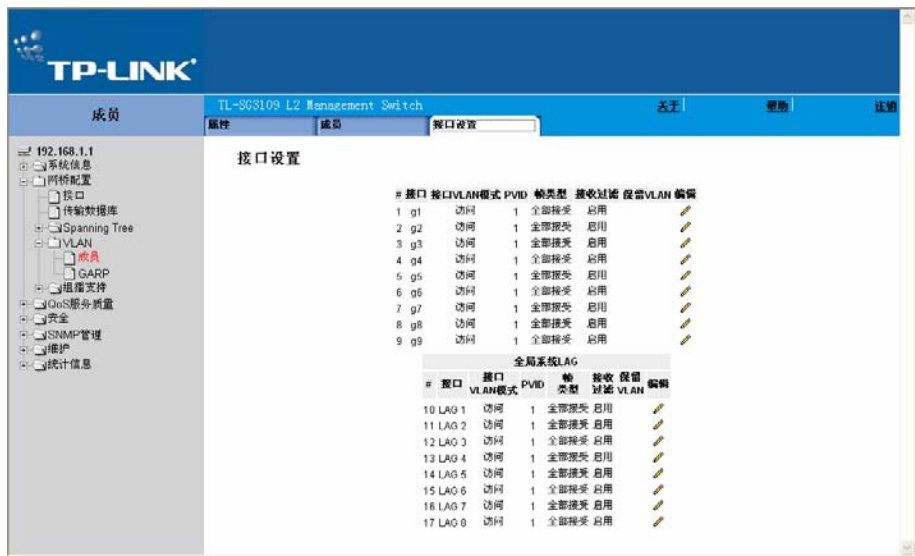 TP-LINK
成员
TL-SG3109 L2 Management Switch
关于
帮助
注销
属性
成员
接口设置
192.168.1.1
系统信息
网桥配置
接口
传输数据库
Spanning Tree
VLAN
成员
GARP
组播支持
QoS服务质量
安全
SNMP管理
维护
统计信息
接口设置
# 接口 接口VLAN模式 PVID 帧类型 接收过滤 保留VLAN 编辑
1 g1 访问 1 全部接受 启用
2 g2 访问 1 全部接受 启用
3 g3 访问 1 全部接受 启用
4 g4 访问 1 全部接受 启用
5 g5 访问 1 全部接受 启用
6 g6 访问 1 全部接受 启用
7 g7 访问 1 全部接受 启用
8 g8 访问 1 全部接受 启用
9 g9 访问 1 全部接受 启用
全局系统LAG
# 接口 接口VLAN模式 PVID 帧类型 接收过滤 保留VLAN 编辑
10 LAG 1 访问 1 全部接受 启用
11 LAG 2 访问 1 全部接受 启用
12 LAG 3 访问 1 全部接受 启用
13 LAG 4 访问 1 全部接受 启用
14 LAG 5 访问 1 全部接受 启用
15 LAG 6 访问 1 全部接受 启用
16 LAG 7 访问 1 全部接受 启用
17 LAG 8 访问 1 全部接受 启用